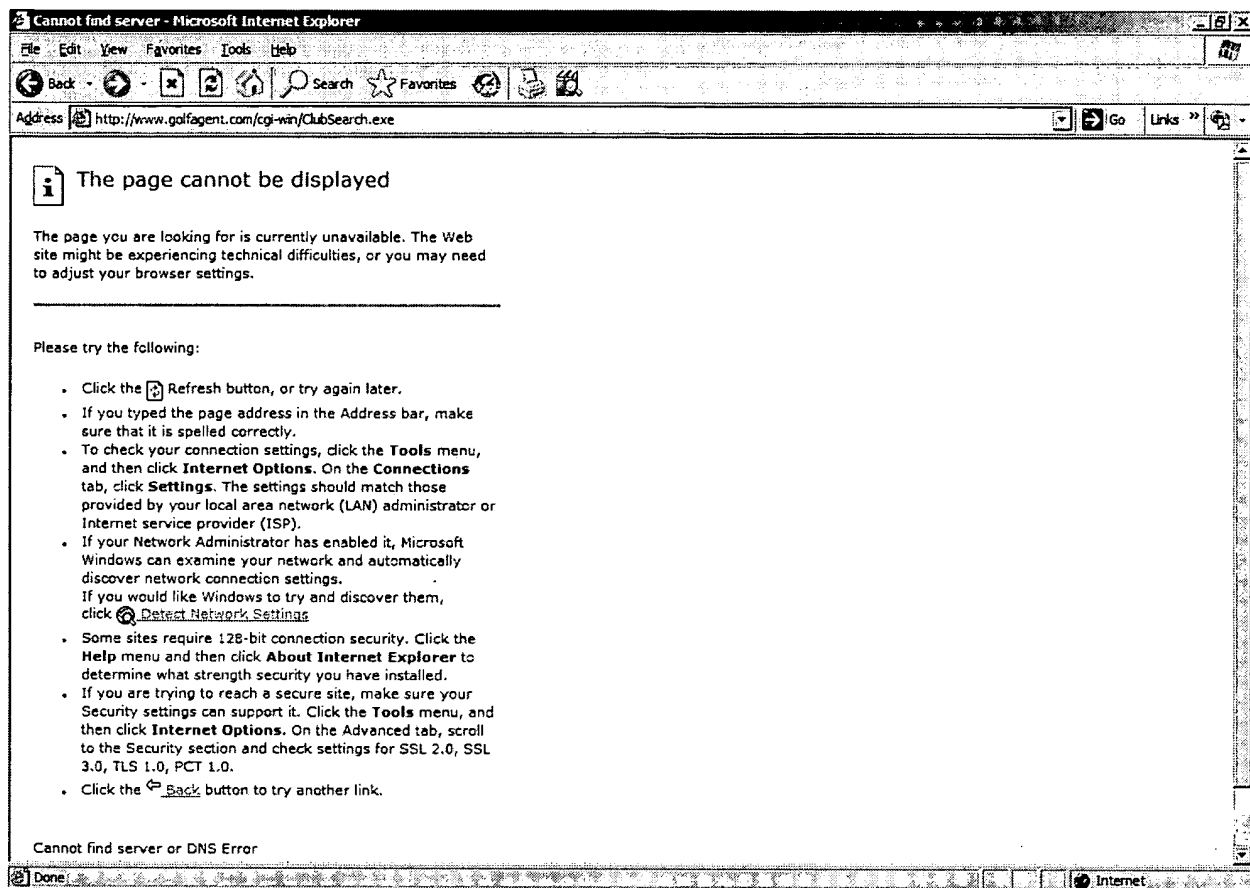 Cannot find server - Microsoft Internet Explorer
File Edit View Favorites Tools Help
Back Search Favorites
Address http://www.golfagent.com/cgi-win/ClubSearch.exe Go Links »
The page cannot be displayed
The page you are looking for is currently unavailable. The Web
site might be experiencing technical difficulties, or you may need
to adjust your browser settings.
Please try the following:
• Click the Refresh button, or try again later.
• If you typed the page address in the Address bar, make
sure that it is spelled correctly.
• To check your connection settings, click the Tools menu,
and then click Internet Options. On the Connections
tab, click Settings. The settings should match those
provided by your local area network (LAN) administrator or
Internet service provider (ISP).
• If your Network Administrator has enabled it, Microsoft
Windows can examine your network and automatically
discover network connection settings.
If you would like Windows to try and discover them,
click Detect Network Settings
• Some sites require 128-bit connection security. Click the
Help menu and then click About Internet Explorer to
determine what strength security you have installed.
• If you are trying to reach a secure site, make sure your
Security settings can support it. Click the Tools menu, and
then click Internet Options. On the Advanced tab, scroll
to the Security section and check settings for SSL 2.0, SSL
3.0, TLS 1.0, PCT 1.0.
• Click the Back button to try another link.
Cannot find server or DNS Error
Done Internet